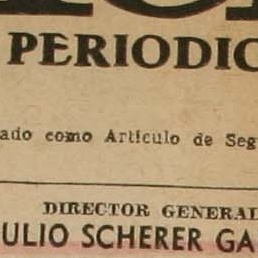 PERIODIC
ado como Artículo de Seg
DIRECTOR GENERAL
ULIO SCHERER GA